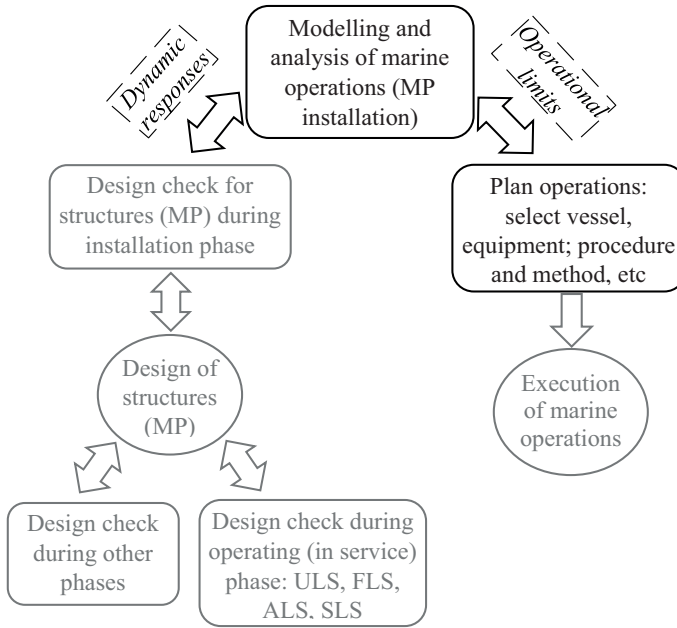 Modelling and
analysis of marine
operations (MP
installation)
Dynamic
responses
Operational
limits
Design check for
structures (MP) during
installation phase
Plan operations:
select vessel,
equipment; procedure
and method, etc
Design of
structures
(MP)
Execution
of marine
operations
Design check
during other
phases
Design check during
operating (in service)
phase: ULS, FLS,
ALS, SLS